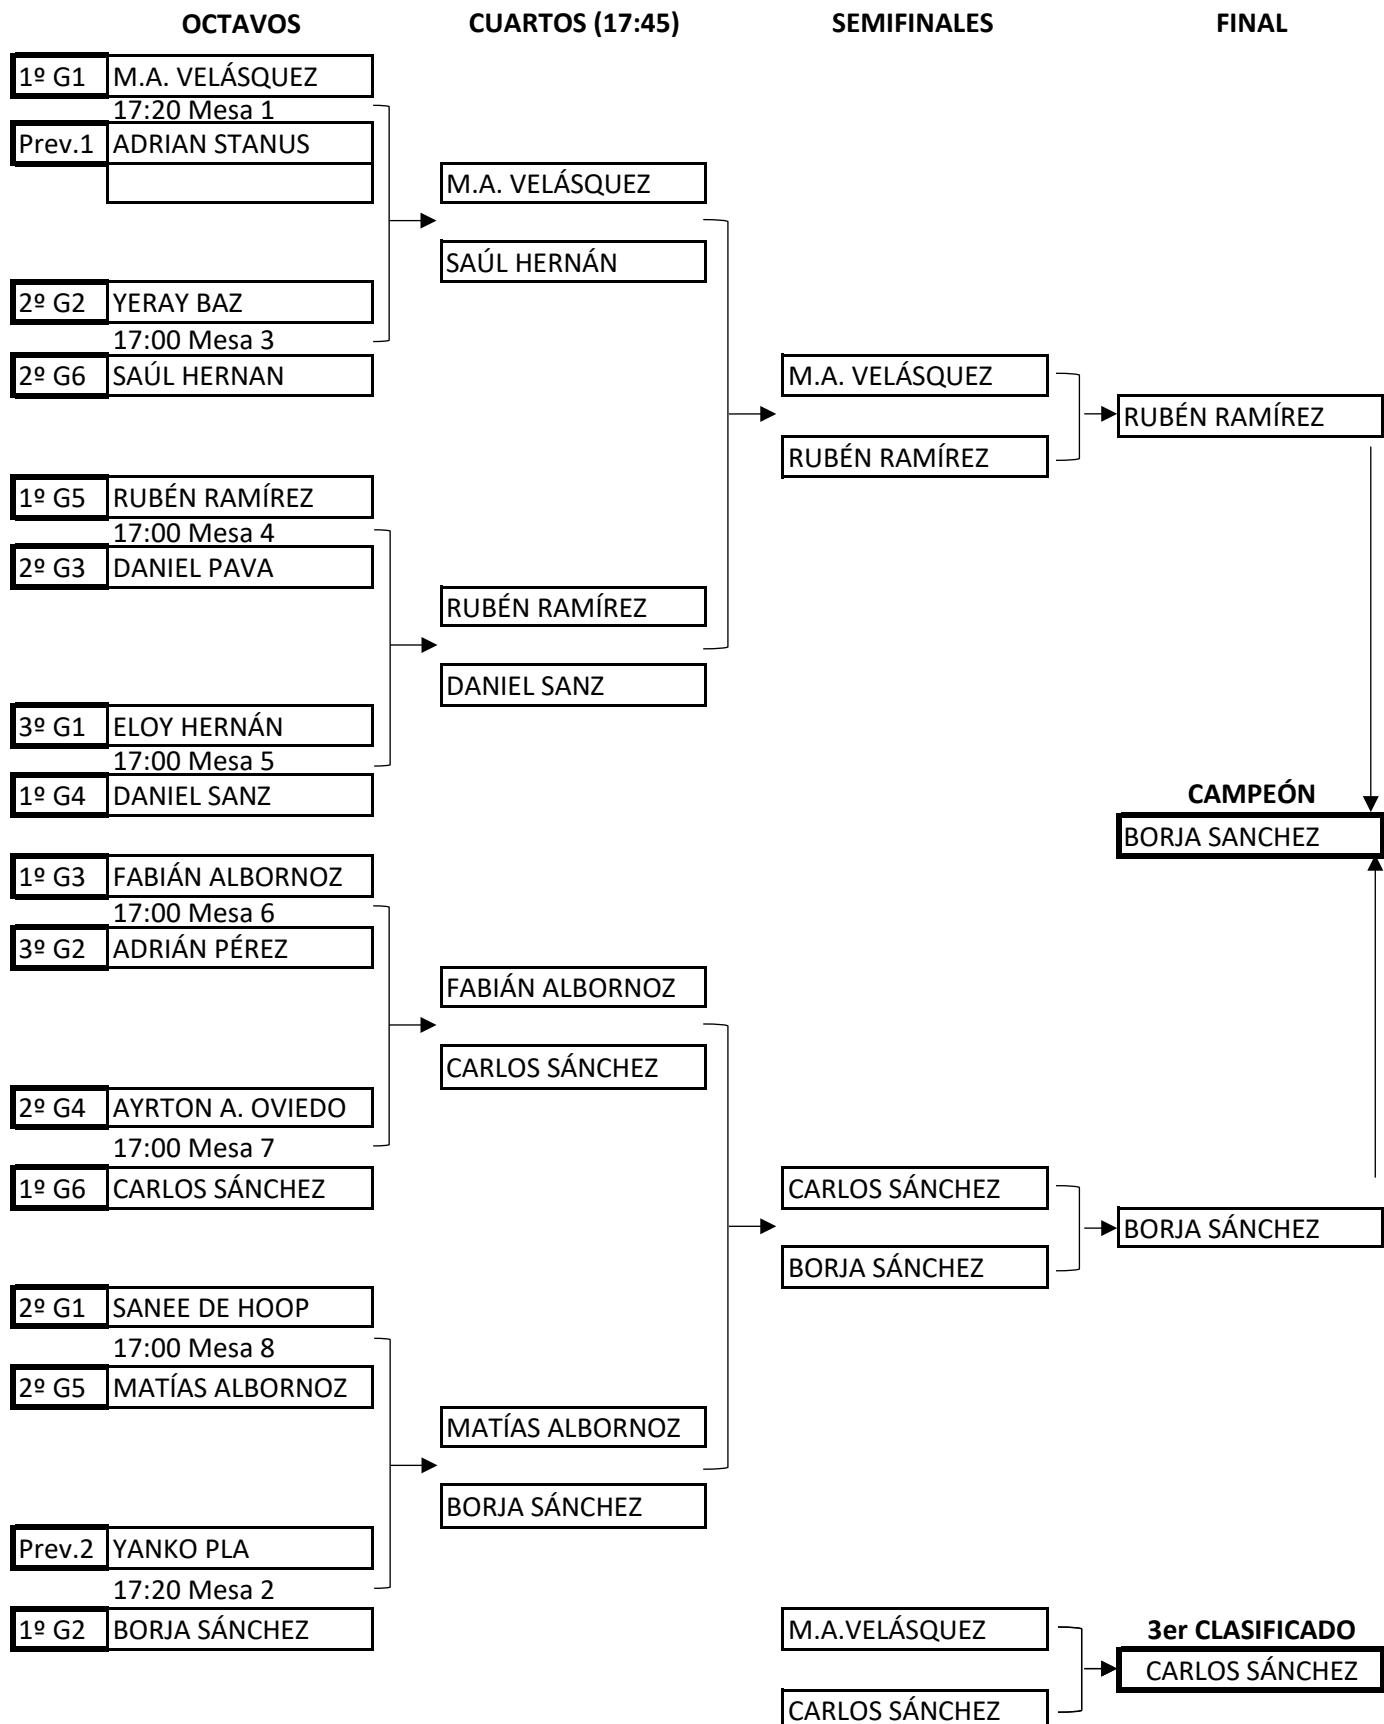 OCTAVOS CUARTOS (17:45) SEMIFINALES FINAL
1º G1 M.A. VELÁSQUEZ
17:20 Mesa 1
Prev.1 ADRIAN STANUS
M.A. VELÁSQUEZ
SAÚL HERNÁN
2º G2 YERAY BAZ
17:00 Mesa 3
2º G6 SAÚL HERNAN
M.A. VELÁSQUEZ
RUBÉN RAMÍREZ
RUBÉN RAMÍREZ
1º G5 RUBÉN RAMÍREZ
17:00 Mesa 4
2º G3 DANIEL PAVA
RUBÉN RAMÍREZ
DANIEL SANZ
3º G1 ELOY HERNÁN
17:00 Mesa 5
1º G4 DANIEL SANZ
CAMPEÓN
BORJA SANCHEZ
1º G3 FABIÁN ALBORNOZ
17:00 Mesa 6
3º G2 ADRIÁN PÉREZ
FABIÁN ALBORNOZ
CARLOS SÁNCHEZ
2º G4 AYRTON A. OVIEDO
17:00 Mesa 7
1º G6 CARLOS SÁNCHEZ
CARLOS SÁNCHEZ
BORJA SÁNCHEZ
BORJA SÁNCHEZ
2º G1 SANEE DE HOOP
17:00 Mesa 8
2º G5 MATÍAS ALBORNOZ
MATÍAS ALBORNOZ
BORJA SÁNCHEZ
Prev.2 YANKO PLA
17:20 Mesa 2
1º G2 BORJA SÁNCHEZ
M.A.VELÁSQUEZ
3er CLASIFICADO
CARLOS SÁNCHEZ
CARLOS SÁNCHEZ